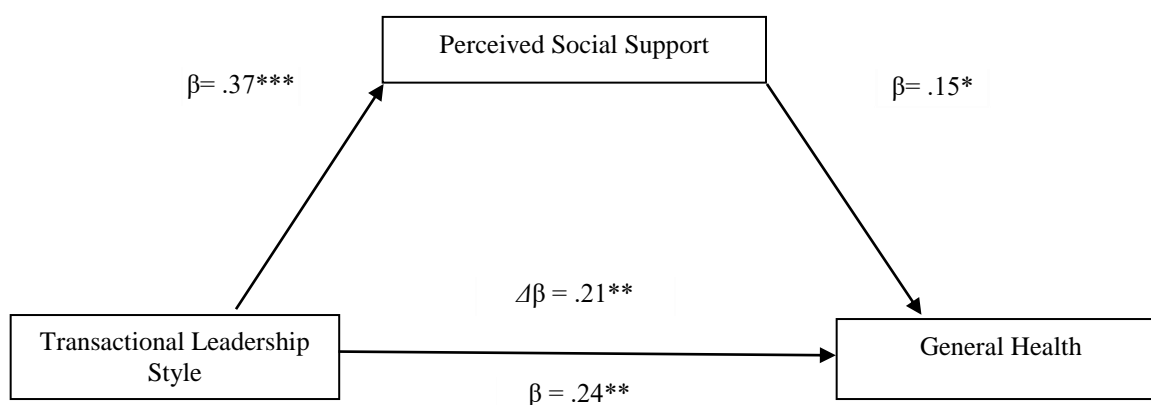 Perceived Social Support
β= .37***
β= .15*
Δβ = .21**
Transactional Leadership
Style
General Health
β = .24**